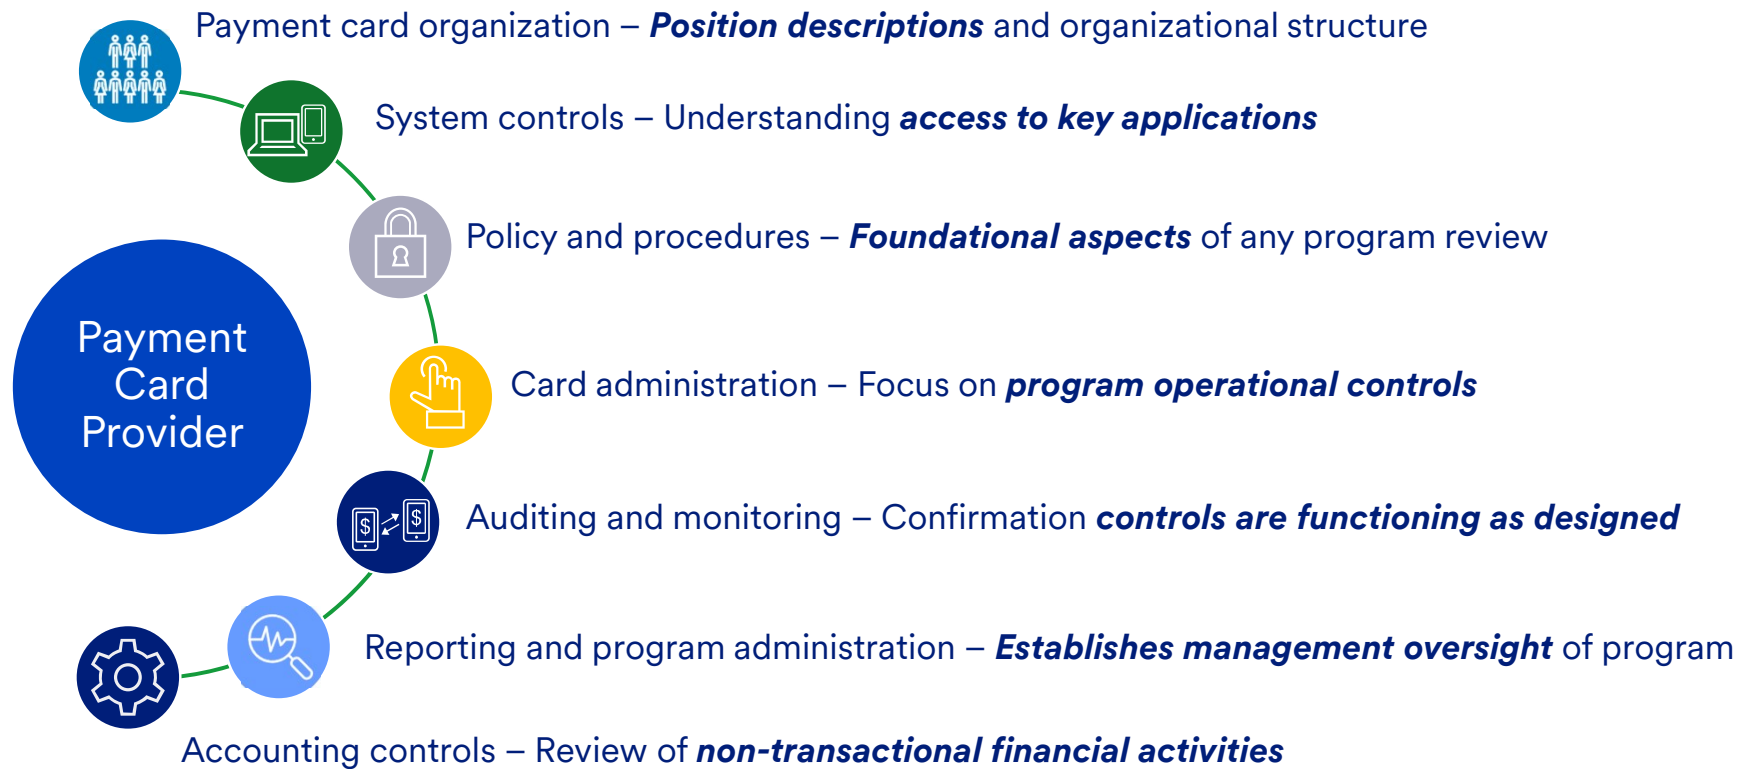 Payment card organization – Position descriptions and organizational structure
System controls – Understanding access to key applications
Policy and procedures – Foundational aspects of any program review
Payment
Card
Provider
Card administration – Focus on program operational controls
$ $
Auditing and monitoring – Confirmation controls are functioning as designed
Reporting and program administration – Establishes management oversight of program
Accounting controls – Review of non-transactional financial activities